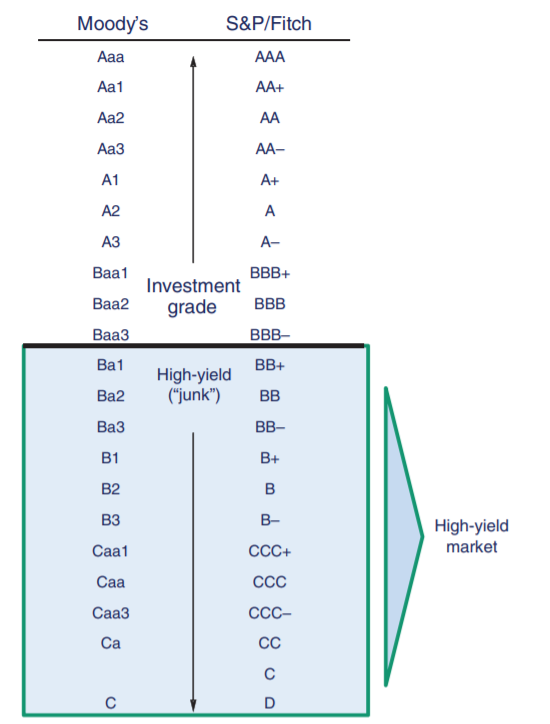 Moody's S&P/Fitch
Aaa AAA
Aa1 AA+
Aa2 AA
Aa3 AA–
A1 A+
A2 A
A3 A–
Baa1 BBB+
Investment
Baa2 grade BBB
Baa3 BBB–
Ba1 BB+
High-yield
Ba2 ("junk") BB
Ba3 BB–
B1 B+
B2 B
B3 B–
High-yield
market
Caa1 CCC+
Caa CCC
Caa3 CCC–
Ca CC
C
C D